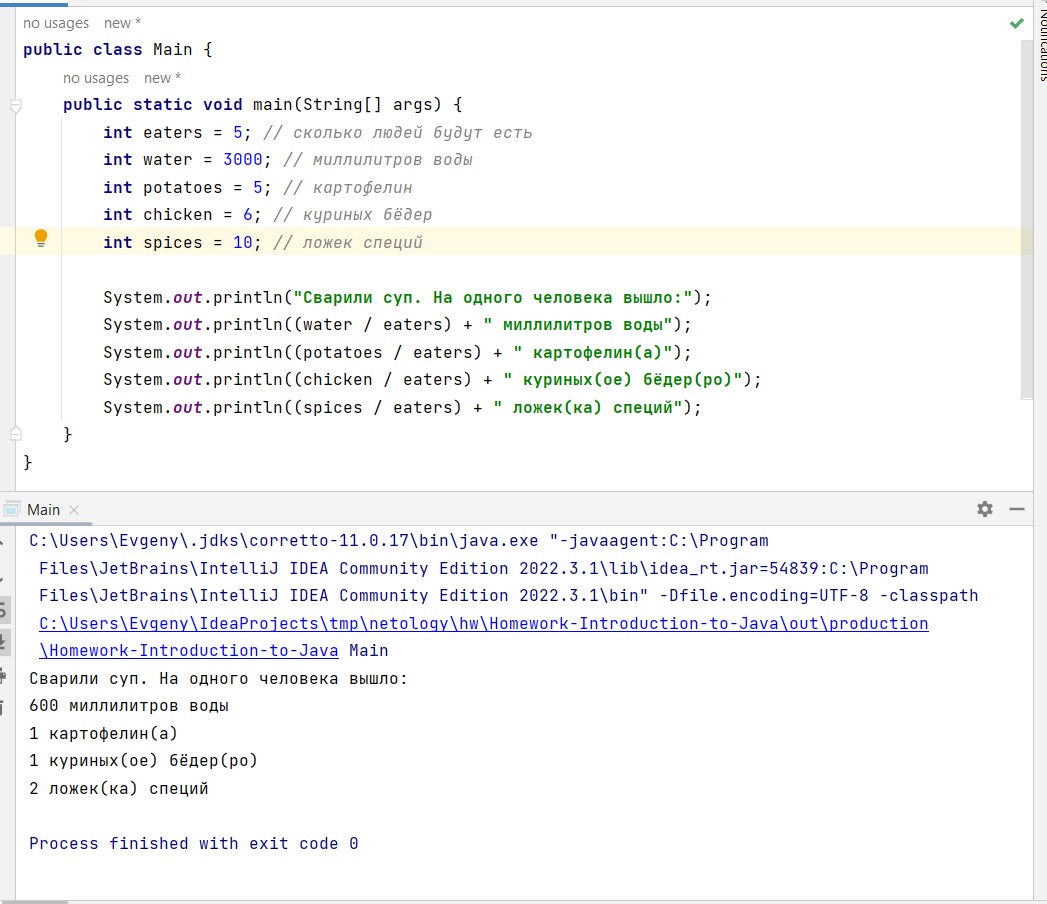 no usages   new *
public class Main {
    no usages   new *
    public static void main(String[] args) {
        int eaters = 5; // сколько людей будут есть
        int water = 3000; // миллилитров воды
        int potatoes = 5; // картофелин
        int chicken = 6; // куриных бёдер
        int spices = 10; // ложек специй
        System.out.println("Сварили суп. На одного человека вышло:");
        System.out.println((water / eaters) + " миллилитров воды");
        System.out.println((potatoes / eaters) + " картофелин(а)");
        System.out.println((chicken / eaters) + " куриных(ое) бёдер(ро)");
        System.out.println((spices / eaters) + " ложек(ка) специй");
    }
}
Notifications
Main
C:\Users\Evgeny\.jdks\corretto-11.0.17\bin\java.exe "-javaagent:C:\Program
Files\JetBrains\IntelliJ IDEA Community Edition 2022.3.1\lib\idea_rt.jar=54839:C:\Program
Files\JetBrains\IntelliJ IDEA Community Edition 2022.3.1\bin" -Dfile.encoding=UTF-8 -classpath
C:\Users\Evgeny\IdeaProjects\tmp\netology\hw\Homework-Introduction-to-Java\out\production
\Homework-Introduction-to-Java Main
Сварили суп. На одного человека вышло:
600 миллилитров воды
1 картофелин(а)
1 куриных(ое) бёдер(ро)
2 ложек(ка) специй
Process finished with exit code 0